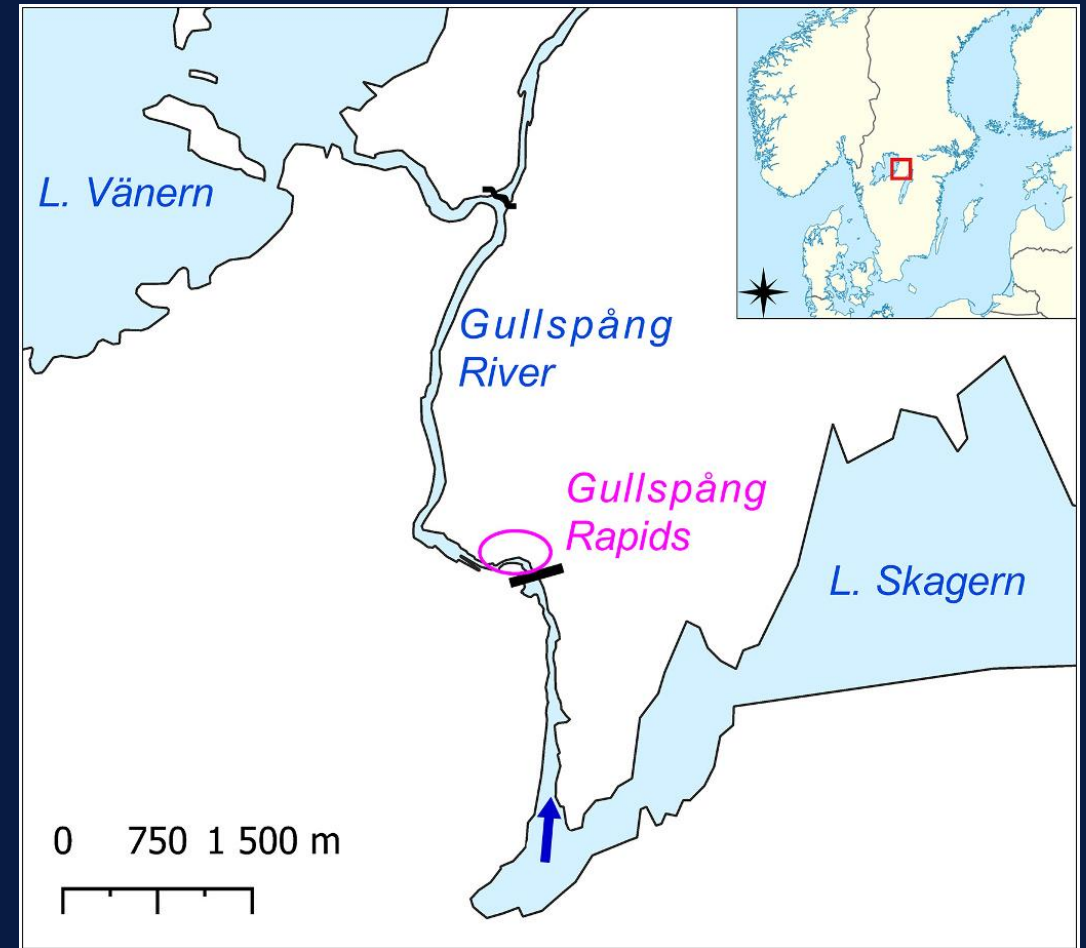 L. Vänern
Gullspång
River
Gullspång
Rapids
L. Skagern
0 750 1 500 m